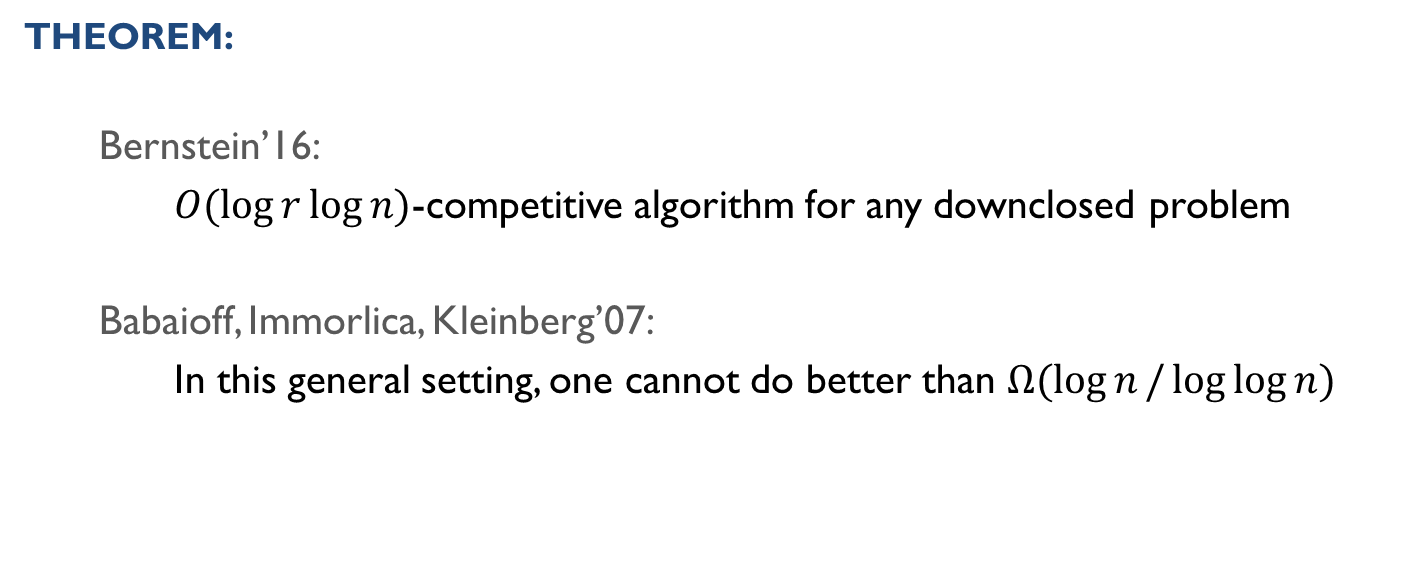 THEOREM:
Bernstein’16:
O(log r log n)-competitive algorithm for any downclosed problem
Babaioff, Immorlica, Kleinberg’07:
In this general setting, one cannot do better than Ω(log n / log log n)